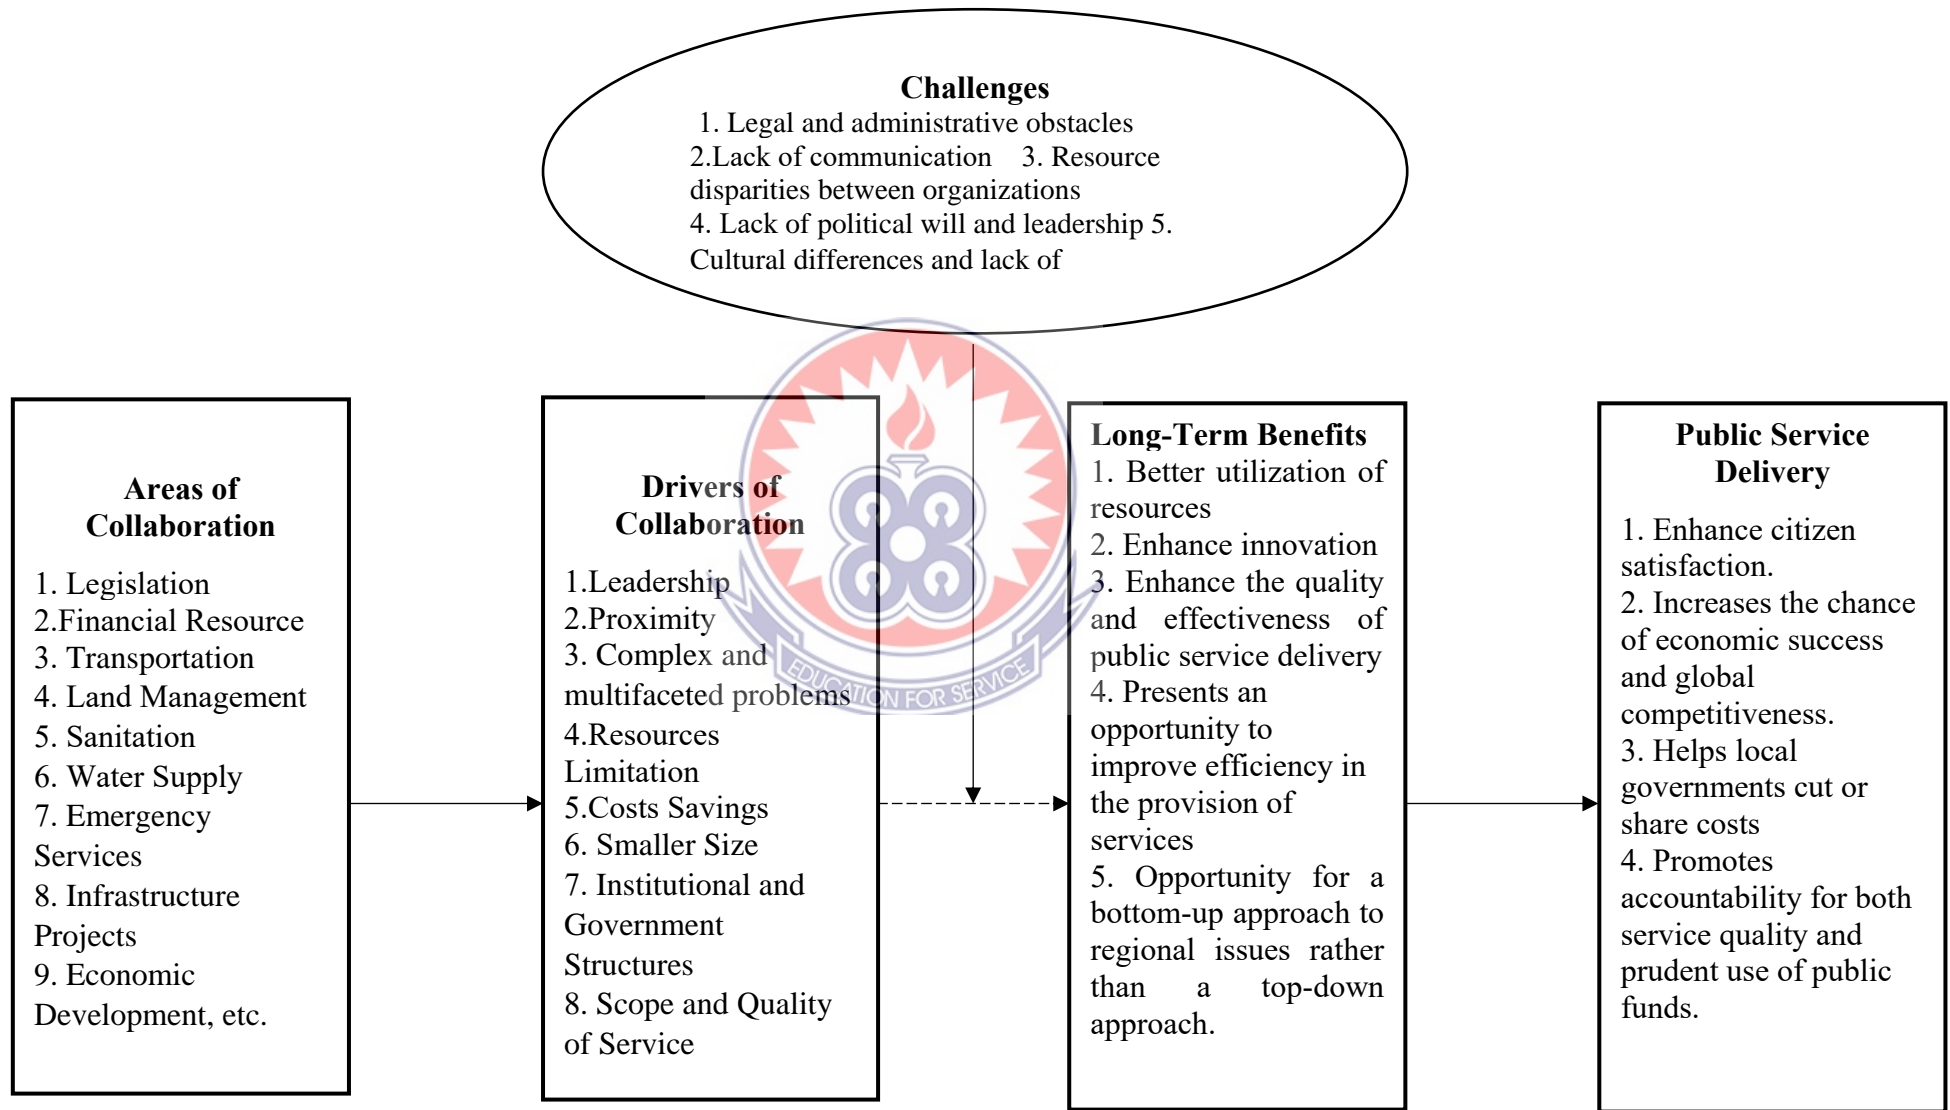 Challenges
1. Legal and administrative obstacles
2.Lack of communication 3. Resource
disparities between organizations
4. Lack of political will and leadership 5.
Cultural differences and lack of
Areas of
Collaboration
1. Legislation
2.Financial Resource
3. Transportation
4. Land Management
5. Sanitation
6. Water Supply
7. Emergency
Services
8. Infrastructure
Projects
9. Economic
Development, etc.
Drivers of
Collaboration
1.Leadership
2.Proximity
3. Complex and
multifaceted problems
4.Resources
Limitation
5.Costs Savings
6. Smaller Size
7. Institutional and
Government
Structures
8. Scope and Quality
of Service
EDUCATION FOR SERVICE
Long-Term Benefits
1. Better utilization of
resources
2. Enhance innovation
3. Enhance the quality
and effectiveness of
public service delivery
4. Presents an
opportunity to
improve efficiency in
the provision of
services
5. Opportunity for a
bottom-up approach to
regional issues rather
than a top-down
approach.
Public Service
Delivery
1. Enhance citizen
satisfaction.
2. Increases the chance
of economic success
and global
competitiveness.
3. Helps local
governments cut or
share costs
4. Promotes
accountability for both
service quality and
prudent use of public
funds.